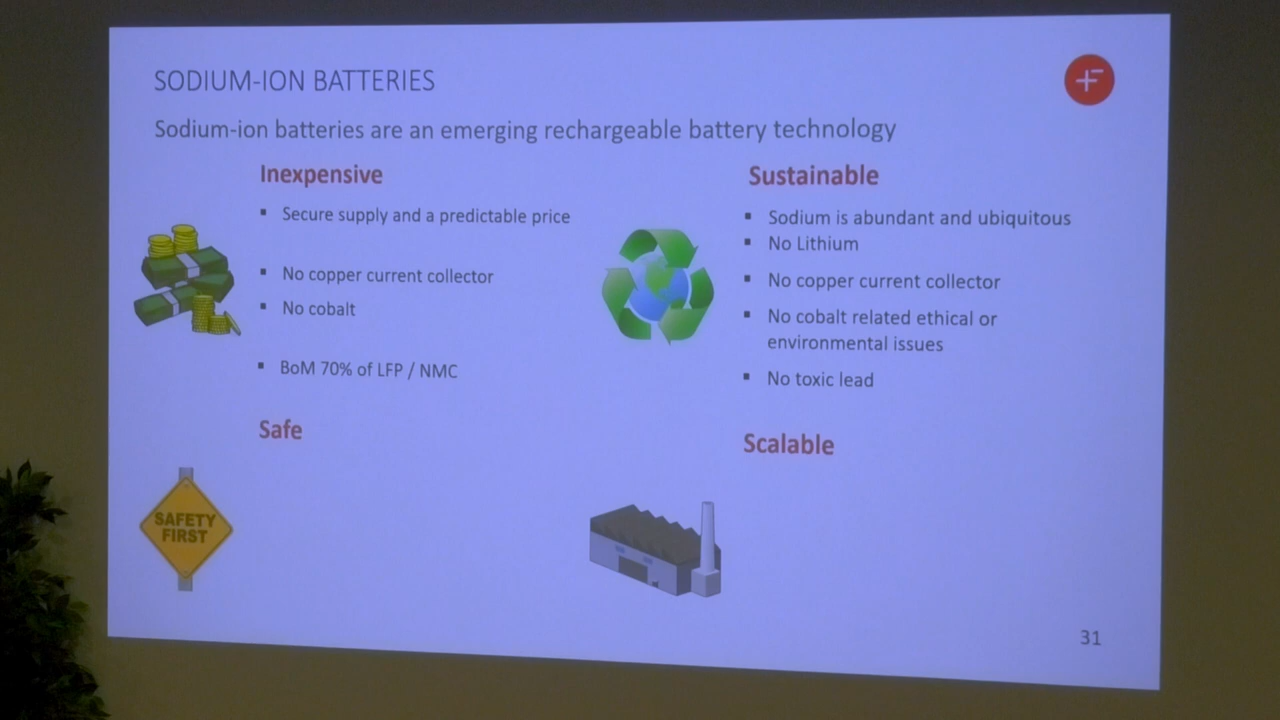 SODIUM-ION BATTERIES
Sodium-ion batteries are an emerging rechargeable battery technology
Inexpensive
▪ Secure supply and a predictable price
▪ No copper current collector
▪ No cobalt
▪ BoM 70% of LFP / NMC
Sustainable
▪ Sodium is abundant and ubiquitous
▪ No Lithium
▪ No copper current collector
▪ No cobalt related ethical or
environmental issues
▪ No toxic lead
Safe
SAFETY
FIRST
Scalable
31